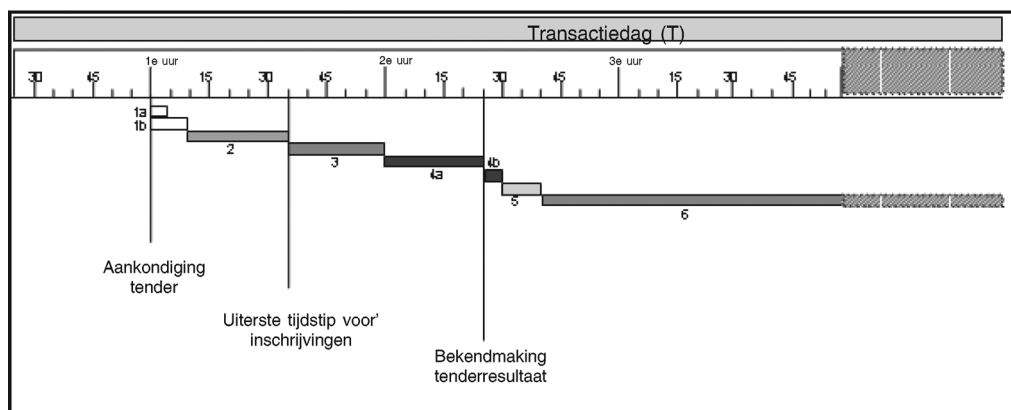 Transactiedag (T)
1e uur 2e uur 3e uur
30 45 15 30 45 15 30 45 15 30 45
1a
1b
2
3
4a
4b
5
6
Aankondiging
tender
Uiterste tijdstip voor'
inschrijvingen
Bekendmaking
tenderresultaat